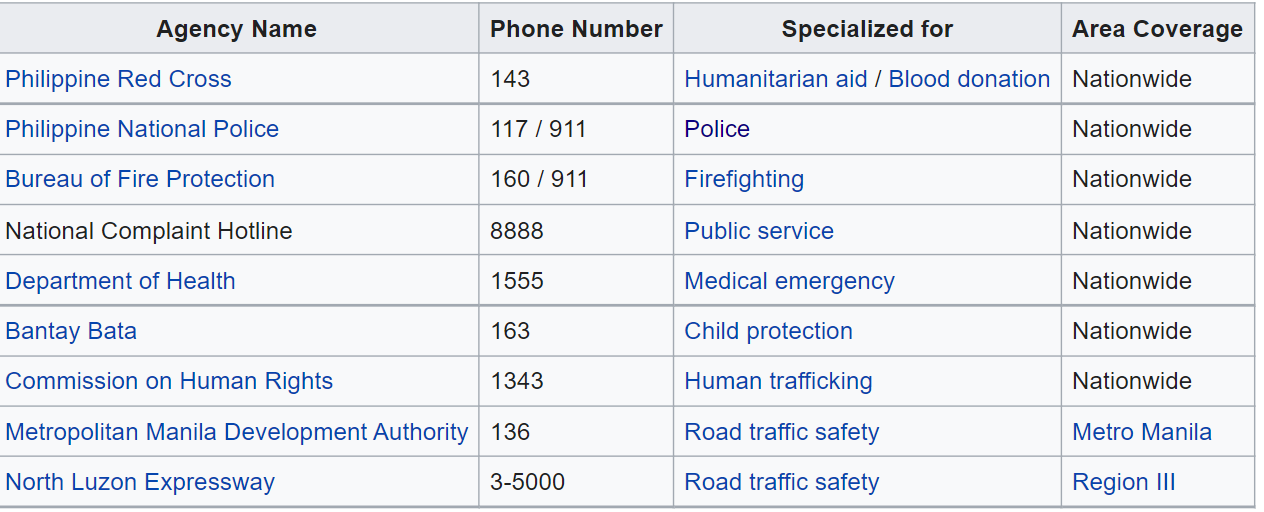 Agency Name Phone Number Specialized for Area Coverage
Philippine Red Cross 143 Humanitarian aid / Blood donation Nationwide
Philippine National Police 117 / 911 Police Nationwide
Bureau of Fire Protection 160 / 911 Firefighting Nationwide
National Complaint Hotline 8888 Public service Nationwide
Department of Health 1555 Medical emergency Nationwide
Bantay Bata 163 Child protection Nationwide
Commission on Human Rights 1343 Human trafficking Nationwide
Metropolitan Manila Development Authority 136 Road traffic safety Metro Manila
North Luzon Expressway 3-5000 Road traffic safety Region III